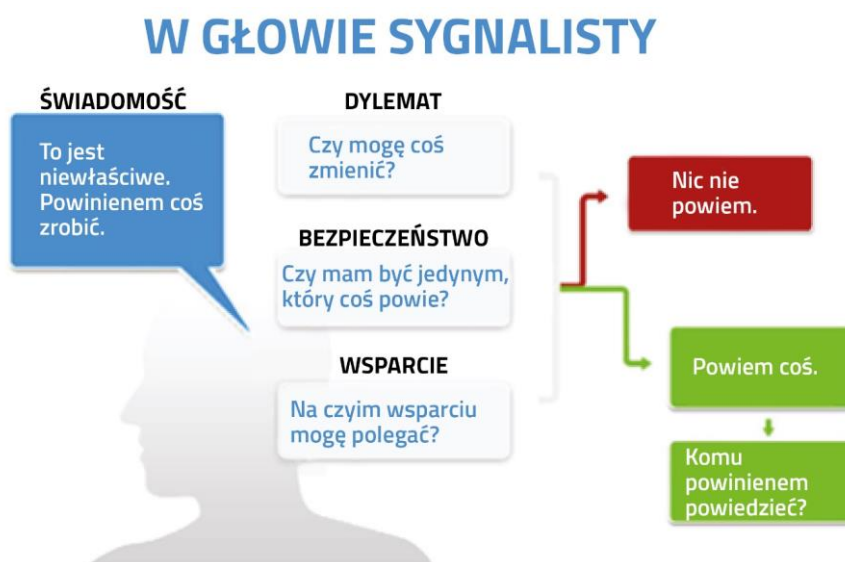 W GŁOWIE SYGNALISTY
ŚWIADOMOŚĆ
To jest
niewłaściwe.
Powinienem coś
zrobić.
DYLEMAT
Czy mogę coś
zmienić?
BEZPIECZEŃSTWO
Czy mam być jedynym,
który coś powie?
WSPARCIE
Na czyim wsparciu
mogę polegać?
Nic nie
powiem.
Powiem coś.
Komu
powinienem
powiedzieć?